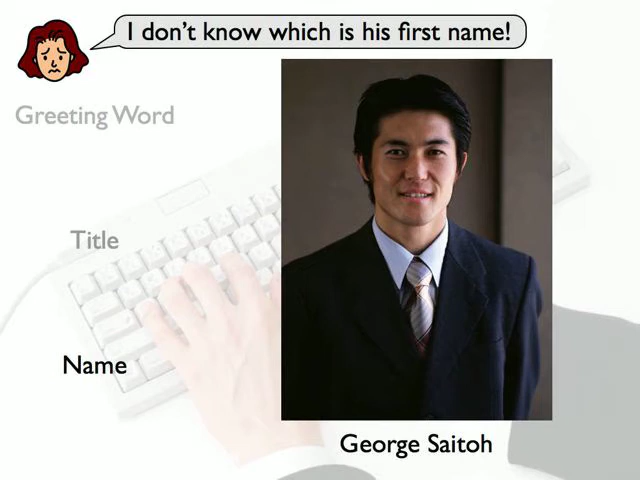 I don't know which is his first name!
Greeting Word
Title
Name
George Saitoh